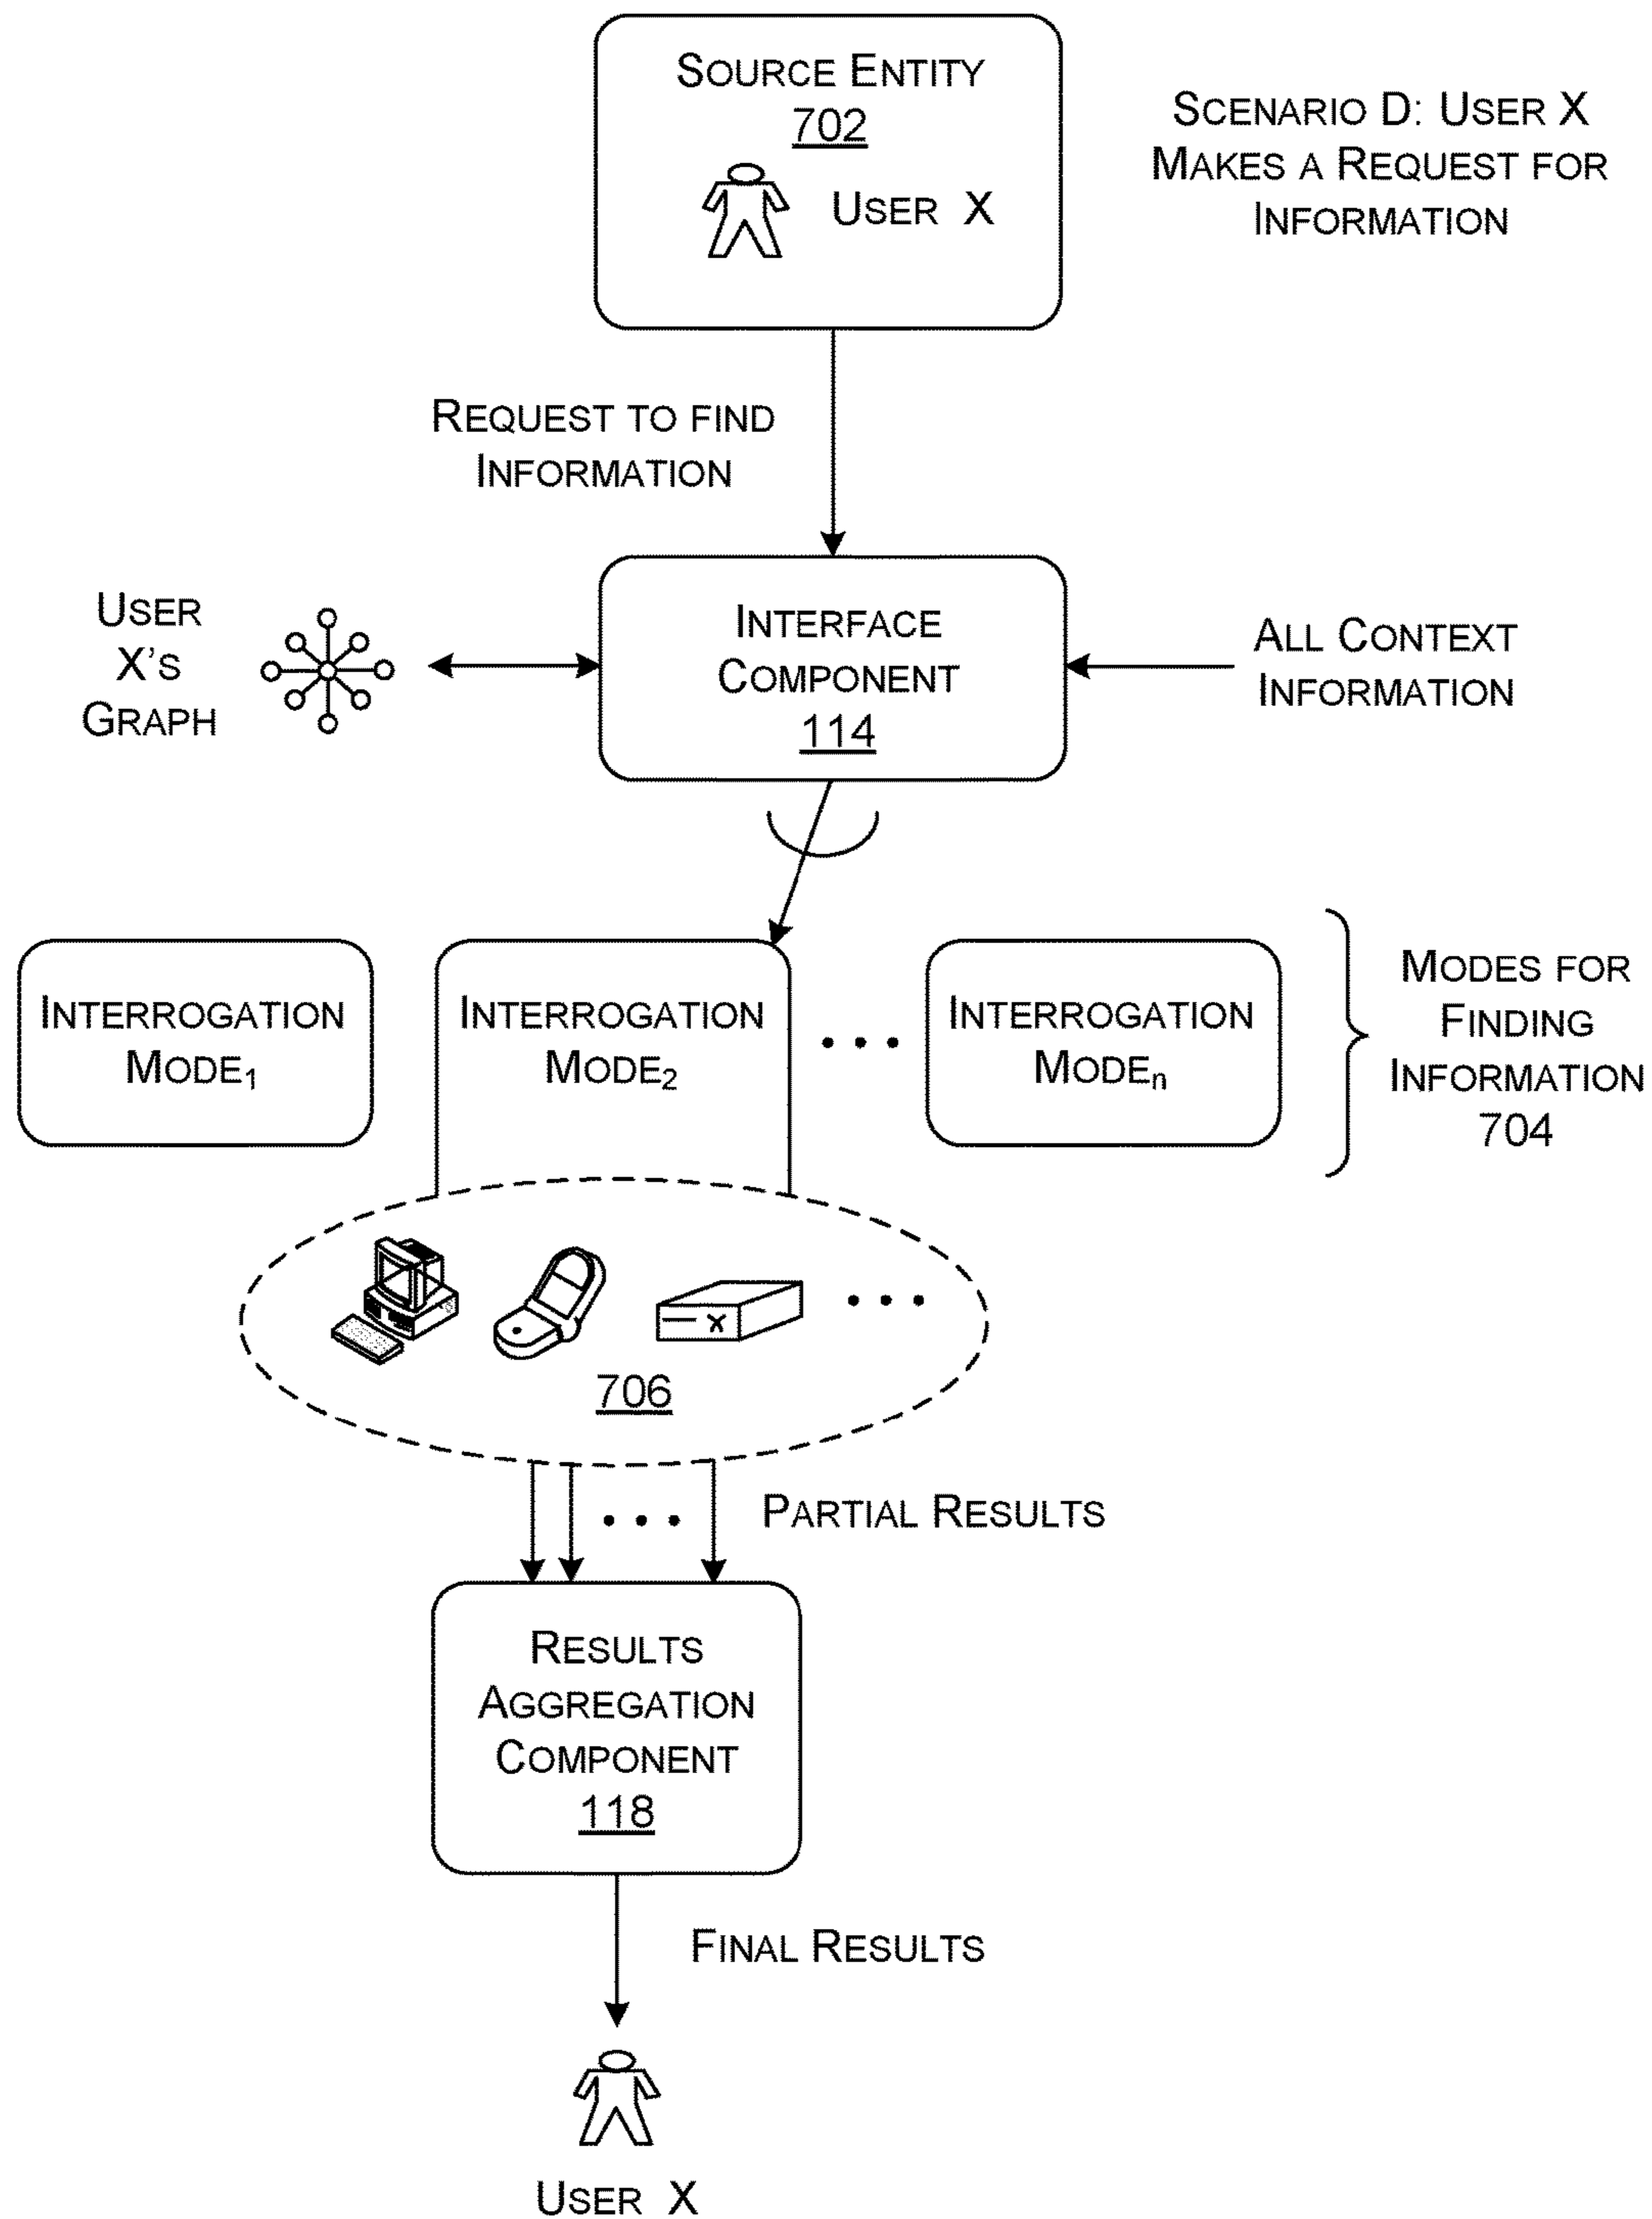 SOURCE ENTITY
702
USER X
SCENARIO D: USER X
MAKES A REQUEST FOR
INFORMATION
REQUEST TO FIND
INFORMATION
USER
X'S
GRAPH
INTERFACE
COMPONENT
114
ALL CONTEXT
INFORMATION
INTERROGATION
MODE1
INTERROGATION
MODE2
INTERROGATION
MODEn
MODES FOR
FINDING
INFORMATION
704
706
PARTIAL RESULTS
RESULTS
AGGREGATION
COMPONENT
118
FINAL RESULTS
USER X